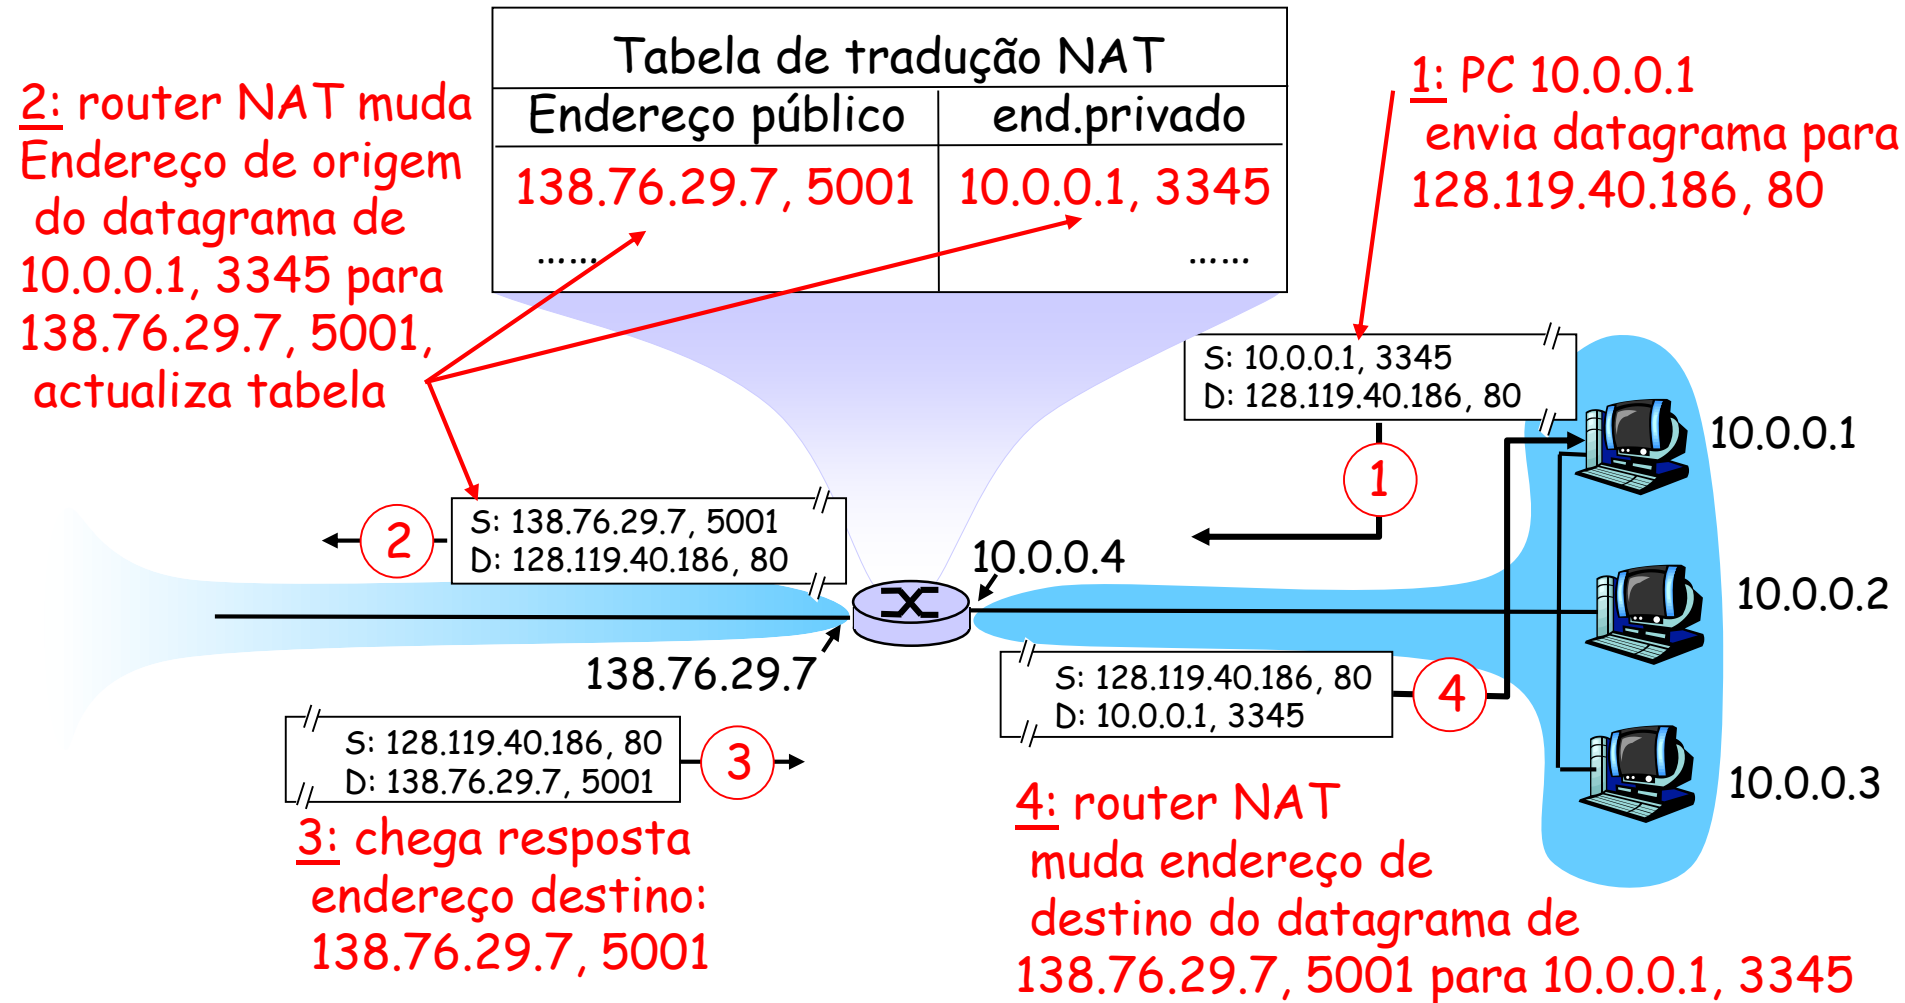 Tabela de tradução NAT
Endereço público end.privado
138.76.29.7, 5001 10.0.0.1, 3345
...... ......
1: PC 10.0.0.1
envia datagrama para
128.119.40.186, 80
2: router NAT muda
Endereço de origem
do datagrama de
10.0.0.1, 3345 para
138.76.29.7, 5001,
actualiza tabela
S: 10.0.0.1, 3345
D: 128.119.40.186, 80
1
10.0.0.1
S: 138.76.29.7, 5001
D: 128.119.40.186, 80
2
10.0.0.4
10.0.0.2
138.76.29.7
S: 128.119.40.186, 80
D: 10.0.0.1, 3345
4
S: 128.119.40.186, 80
D: 138.76.29.7, 5001
3
10.0.0.3
3: chega resposta
endereço destino:
138.76.29.7, 5001
4: router NAT
muda endereço de
destino do datagrama de
138.76.29.7, 5001 para 10.0.0.1, 3345